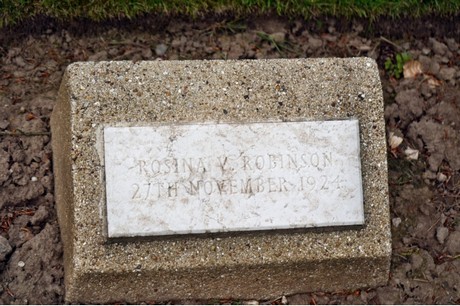 ROSINA V. ROBINSON
27TH NOVEMBER 1924